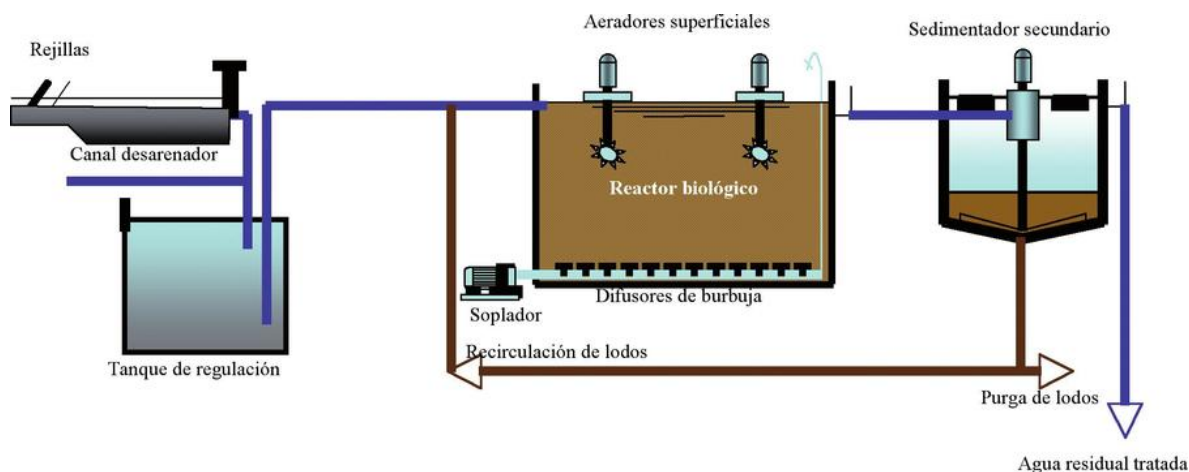 Aeradores superficiales
Sedimentador secundario
Rejillas
Canal desarenador
Reactor biológico
Difusores de burbuja
Soplador
Recirculación de lodos
Tanque de regulación
Purga de lodos
Agua residual tratada